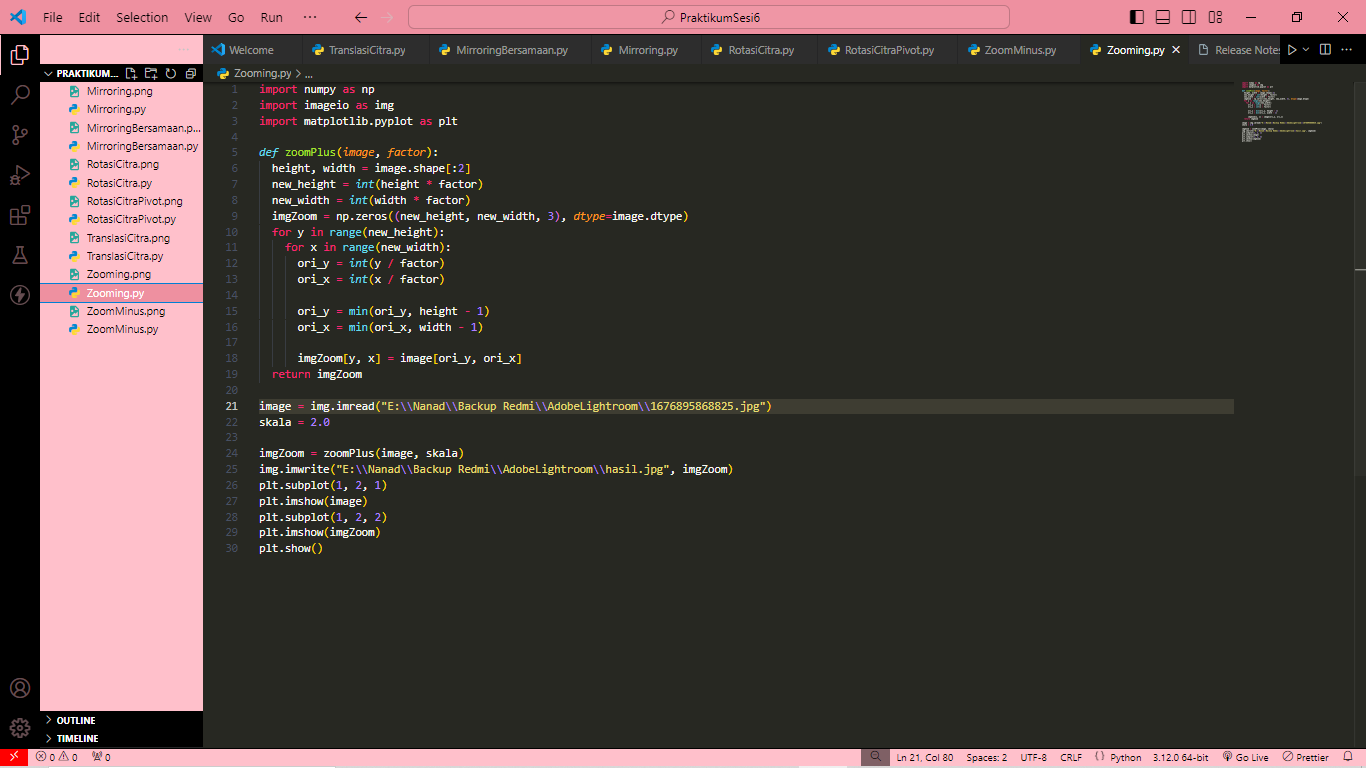 File Edit Selection View Go Run ··· PraktikumSesi6
Welcome TranslasiCitra.py MirroringBersamaan.py Mirroring.py RotasiCitra.py RotasiCitraPivot.py ZoomMinus.py Zooming.py Release Notes
PRAKTIKUM...
Mirroring.png
Mirroring.py
MirroringBersamaan.p...
MirroringBersamaan.py
RotasiCitra.png
RotasiCitra.py
RotasiCitraPivot.png
RotasiCitraPivot.py
TranslasiCitra.png
TranslasiCitra.py
Zooming.png
Zooming.py
ZoomMinus.png
ZoomMinus.py
OUTLINE
TIMELINE
Zooming.py > ...
1 import numpy as np
2 import imageio as img
3 import matplotlib.pyplot as plt
4
5 def zoomPlus(image, factor):
6   height, width = image.shape[:2]
7   new_height = int(height * factor)
8   new_width = int(width * factor)
9   imgZoom = np.zeros((new_height, new_width, 3), dtype=image.dtype)
10   for y in range(new_height):
11     for x in range(new_width):
12       ori_y = int(y / factor)
13       ori_x = int(x / factor)
14
15       ori_y = min(ori_y, height - 1)
16       ori_x = min(ori_x, width - 1)
17
18       imgZoom[y, x] = image[ori_y, ori_x]
19   return imgZoom
20
21 image = img.imread("E:\\Nanad\\Backup Redmi\\AdobeLightroom\\1676895868825.jpg")
22 skala = 2.0
23
24 imgZoom = zoomPlus(image, skala)
25 img.imwrite("E:\\Nanad\\Backup Redmi\\AdobeLightroom\\hasil.jpg", imgZoom)
26 plt.subplot(1, 2, 1)
27 plt.imshow(image)
28 plt.subplot(1, 2, 2)
29 plt.imshow(imgZoom)
30 plt.show()
0 0 0 Ln 21, Col 80 Spaces: 2 UTF-8 CRLF Python 3.12.0 64-bit Go Live Prettier